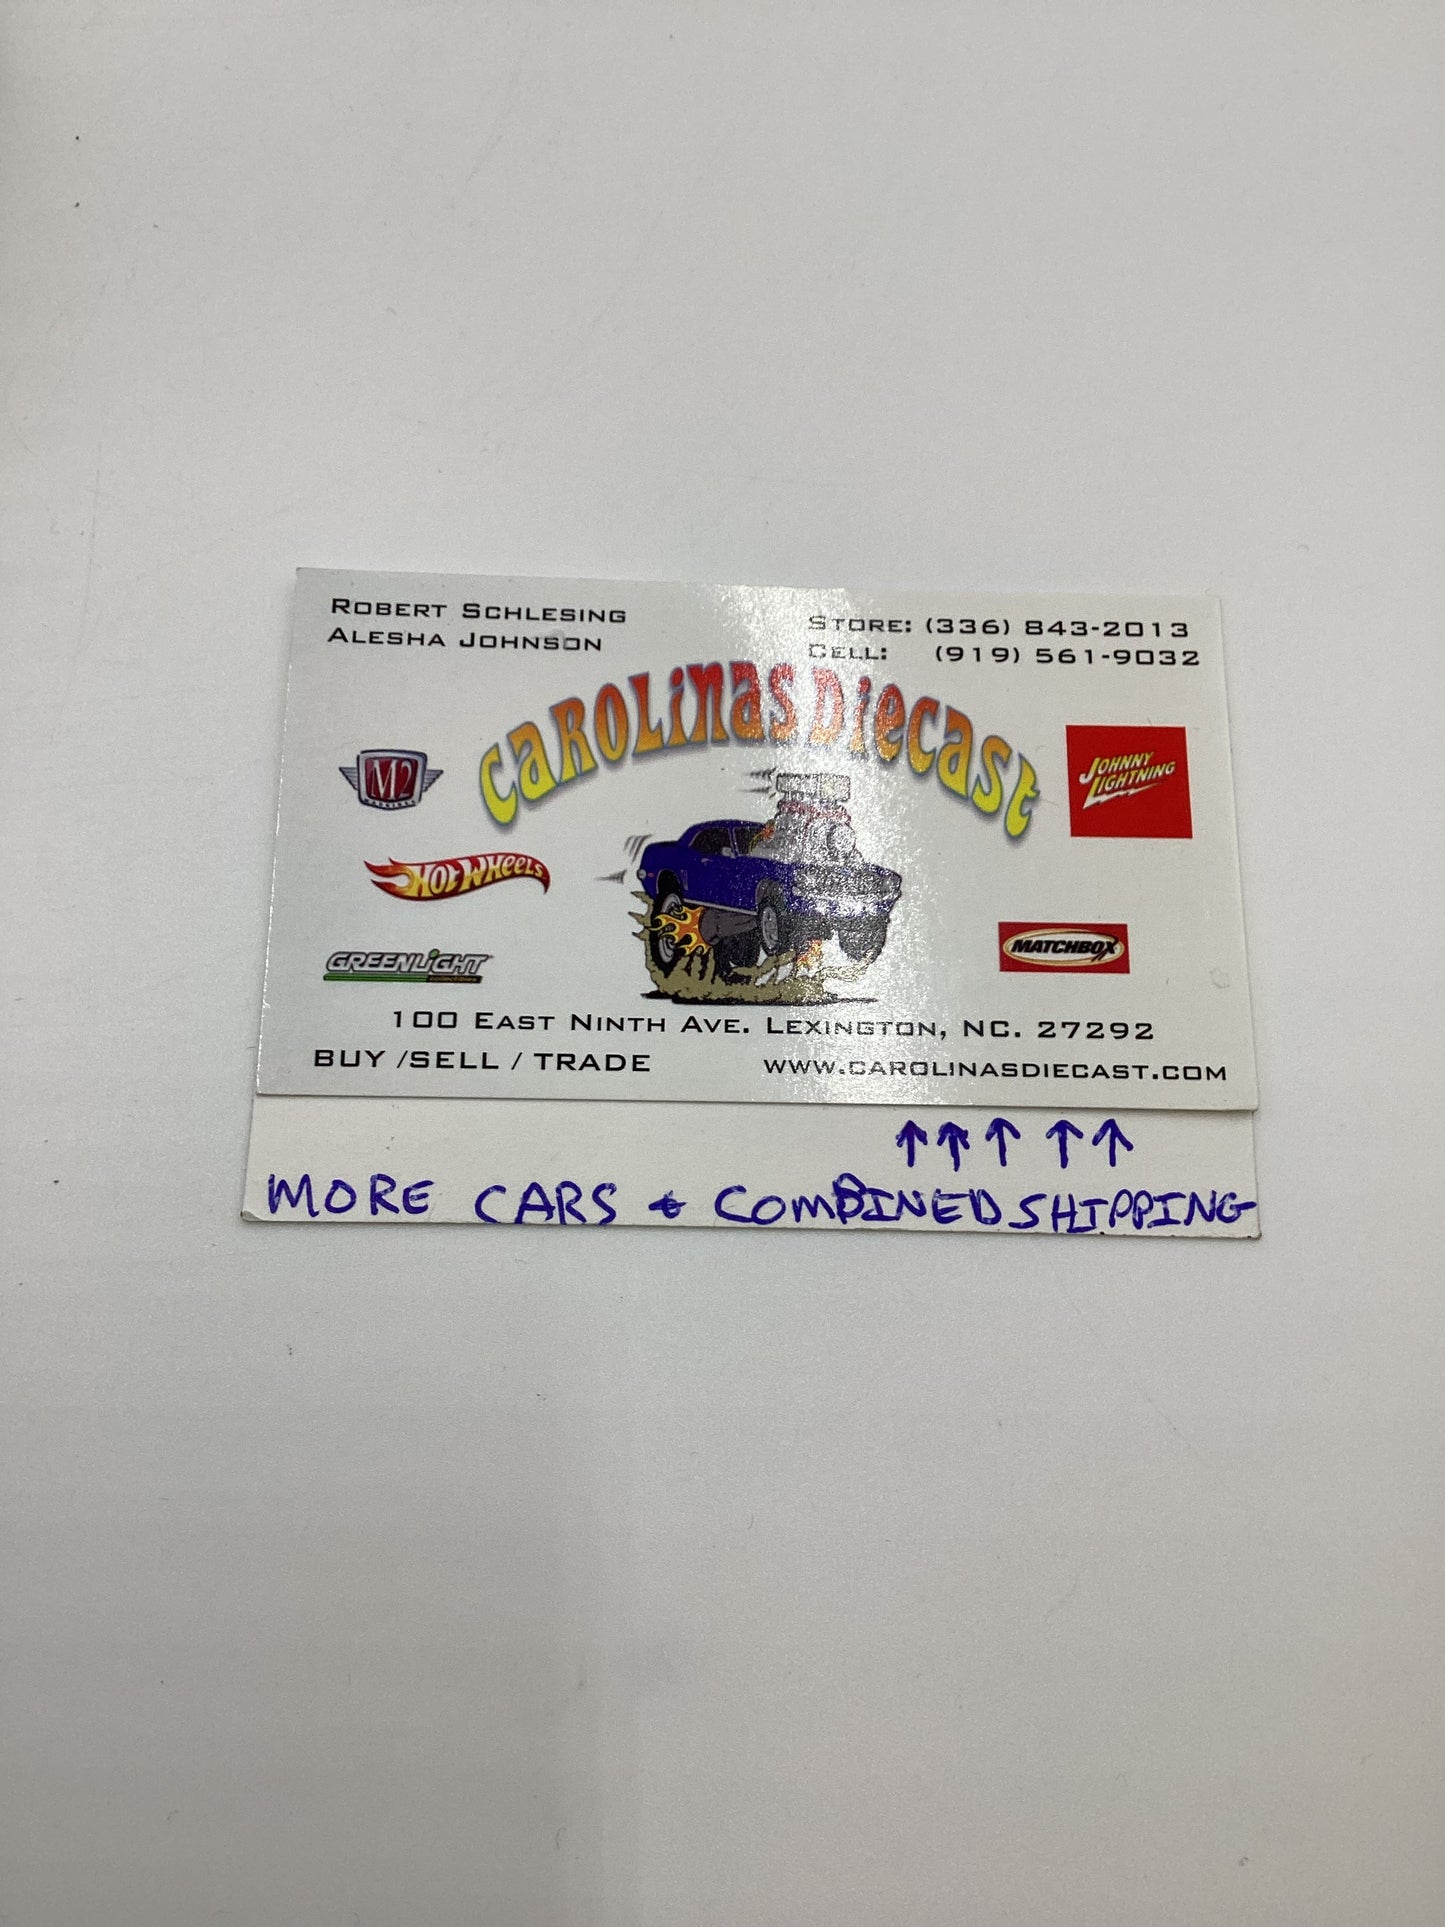 Robert Schlesing
Alesha Johnson
Store: (336) 843-2013
Cell: (919) 561-9032
Carolinas Diecast
M2
Johnny Lightning
Hot Wheels
GREENLIGHT
MATCHBOX
100 East Ninth Ave. Lexington, NC. 27292
BUY /SELL / TRADE
www.carolinasdiecast.com
MORE CARS & COMBINED SHIPPING